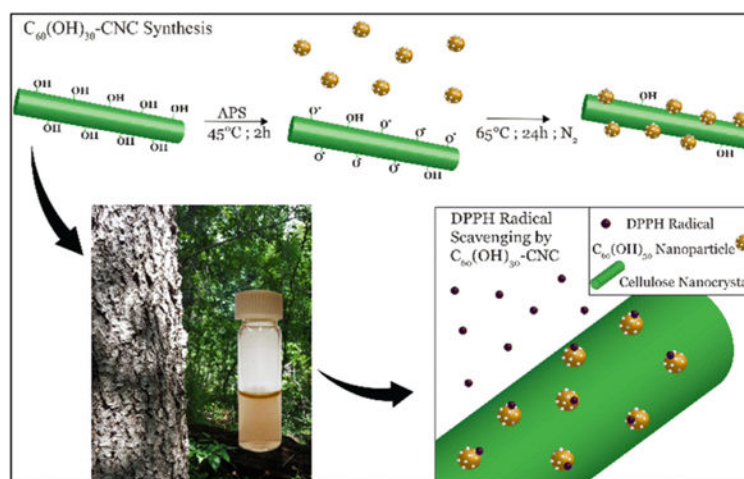 C₆₀(OH)₃₀-CNC Synthesis
OH
OH
OH
OH
OH
OH
OH
OH
OH
APS
45°C ; 2h
O•
OH
O•
O•
O•
O•
O•
O•
OH
65°C ; 24h ; N₂
OH
OH
DPPH Radical
Scavenging by
C₆₀(OH)₃₀-CNC
DPPH Radical
C₆₀(OH)₃₀ Nanoparticle
Cellulose Nanocrysta